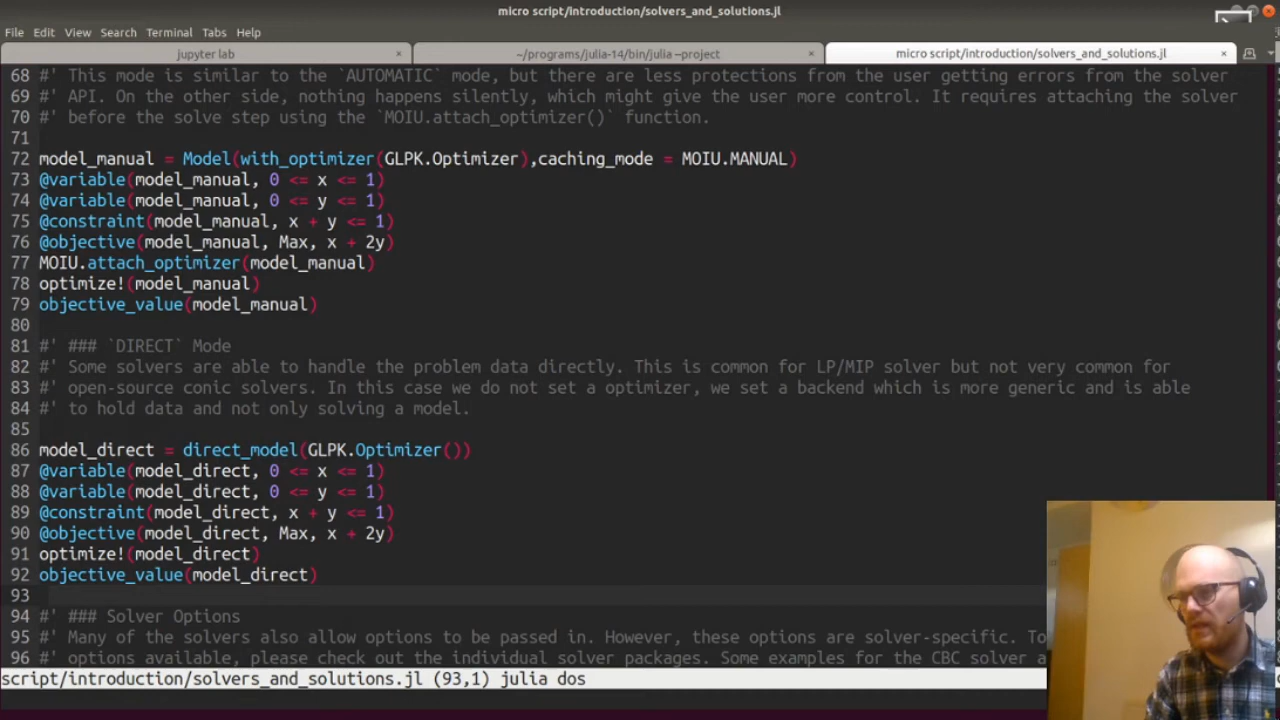 micro script/introduction/solvers_and_solutions.jl
File Edit View Search Terminal Tabs Help
jupyter lab × ~/programs/julia-14/bin/julia --project × micro script/introduction/solvers_and_solutions.jl ×
68 #' This mode is similar to the `AUTOMATIC` mode, but there are less protections from the user getting errors from the solver
69 #' API. On the other side, nothing happens silently, which might give the user more control. It requires attaching the solver
70 #' before the solve step using the `MOIU.attach_optimizer()` function.
71
72 model_manual = Model(with_optimizer(GLPK.Optimizer),caching_mode = MOIU.MANUAL)
73 @variable(model_manual, 0 <= x <= 1)
74 @variable(model_manual, 0 <= y <= 1)
75 @constraint(model_manual, x + y <= 1)
76 @objective(model_manual, Max, x + 2y)
77 MOIU.attach_optimizer(model_manual)
78 optimize!(model_manual)
79 objective_value(model_manual)
80
81 #' ### `DIRECT` Mode
82 #' Some solvers are able to handle the problem data directly. This is common for LP/MIP solver but not very common for
83 #' open-source conic solvers. In this case we do not set a optimizer, we set a backend which is more generic and is able
84 #' to hold data and not only solving a model.
85
86 model_direct = direct_model(GLPK.Optimizer())
87 @variable(model_direct, 0 <= x <= 1)
88 @variable(model_direct, 0 <= y <= 1)
89 @constraint(model_direct, x + y <= 1)
90 @objective(model_direct, Max, x + 2y)
91 optimize!(model_direct)
92 objective_value(model_direct)
93
94 #' ### Solver Options
95 #' Many of the solvers also allow options to be passed in. However, these options are solver-specific. To
96 #' options available, please check out the individual solver packages. Some examples for the CBC solver a
script/introduction/solvers_and_solutions.jl (93,1) julia dos